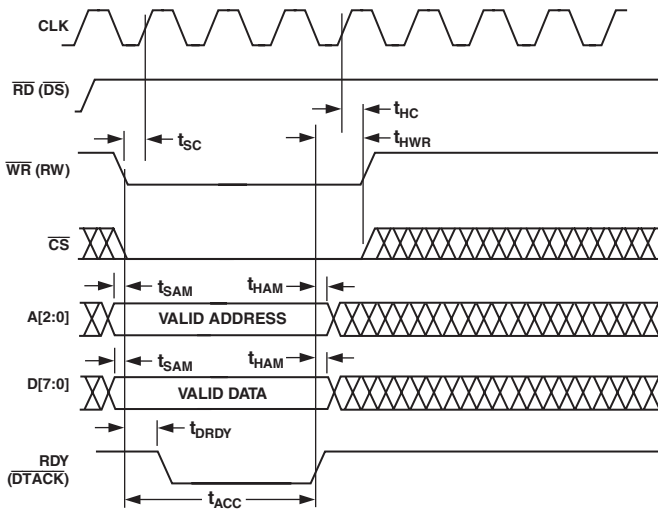 CLK
RD (DS)
tHC
tSC
tHWR
WR (RW)
CS
tSAM
tHAM
A[2:0]
VALID ADDRESS
tSAM
tHAM
D[7:0]
VALID DATA
tDRDY
RDY
(DTACK)
tACC